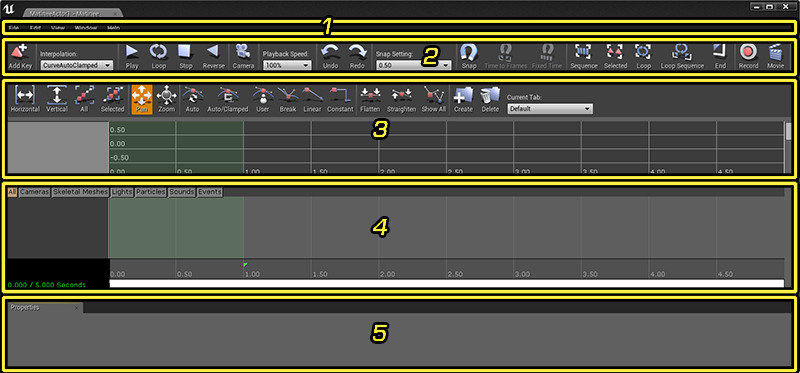 MatineeActor1 - Matinee
File Edit View Window Help
1
Add Key
Interpolation:
CurveAutoClamped
Play Loop Stop Reverse Camera
Playback Speed:
100%
Undo Redo
Snap Setting:
0.50
2
Snap Time to Frames Fixed Time Sequence Selected Loop Loop Sequence End Record Movie
Horizontal Vertical All Selected Pan Zoom Auto Auto/Clamped User Break Linear Constant Flatten Straighten Show All Create Delete
Current Tab:
Default
3
0.50
0.00
-0.50
0.00 0.50 1.00 1.50 2.00 2.50 3.00 3.50 4.00 4.50
All Cameras Skeletal Meshes Lights Particles Sounds Events
4
0.00 0.50 1.00 1.50 2.00 2.50 3.00 3.50 4.00 4.50
0.000 / 5.000 Seconds
Properties
5